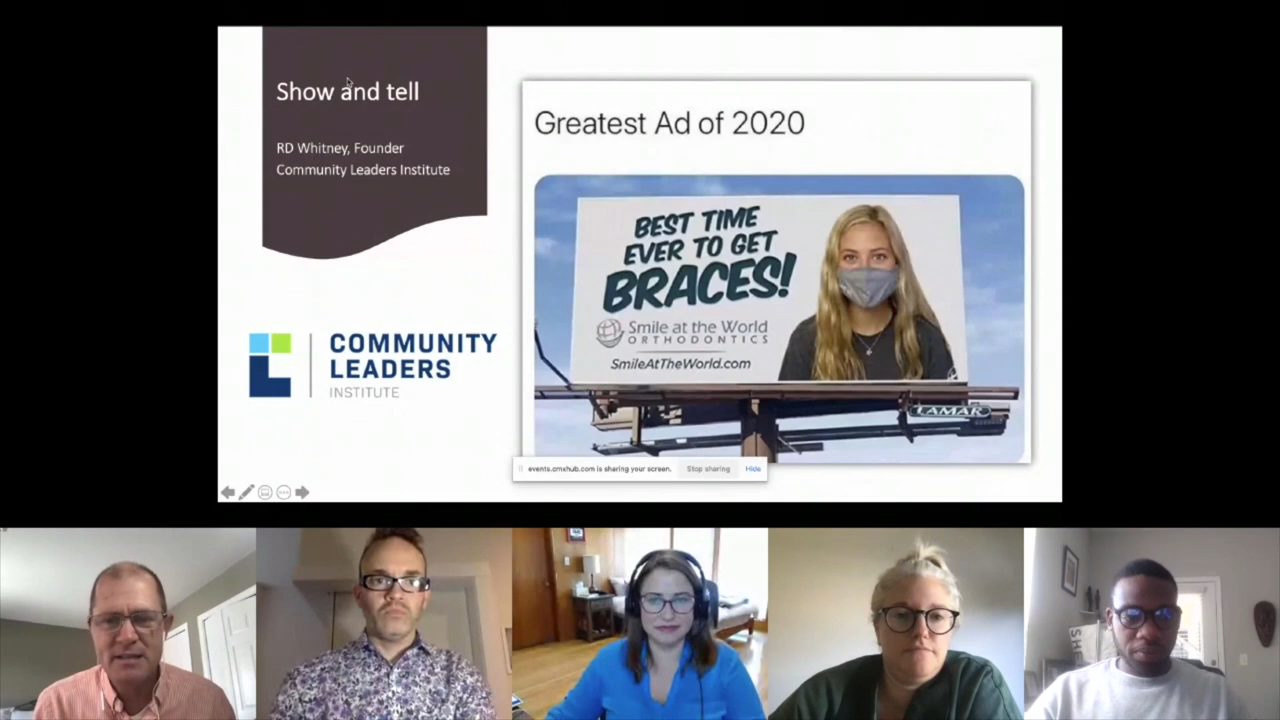 Show and tell
RD Whitney, Founder
Community Leaders Institute
COMMUNITY
LEADERS
INSTITUTE
Greatest Ad of 2020
BEST TIME
EVER TO GET
BRACES!
Smile at the World
ORTHODONTICS
SmileAtTheWorld.com
LAMAR
events.cmxhub.com is sharing your screen.
Stop sharing
Hide
SH